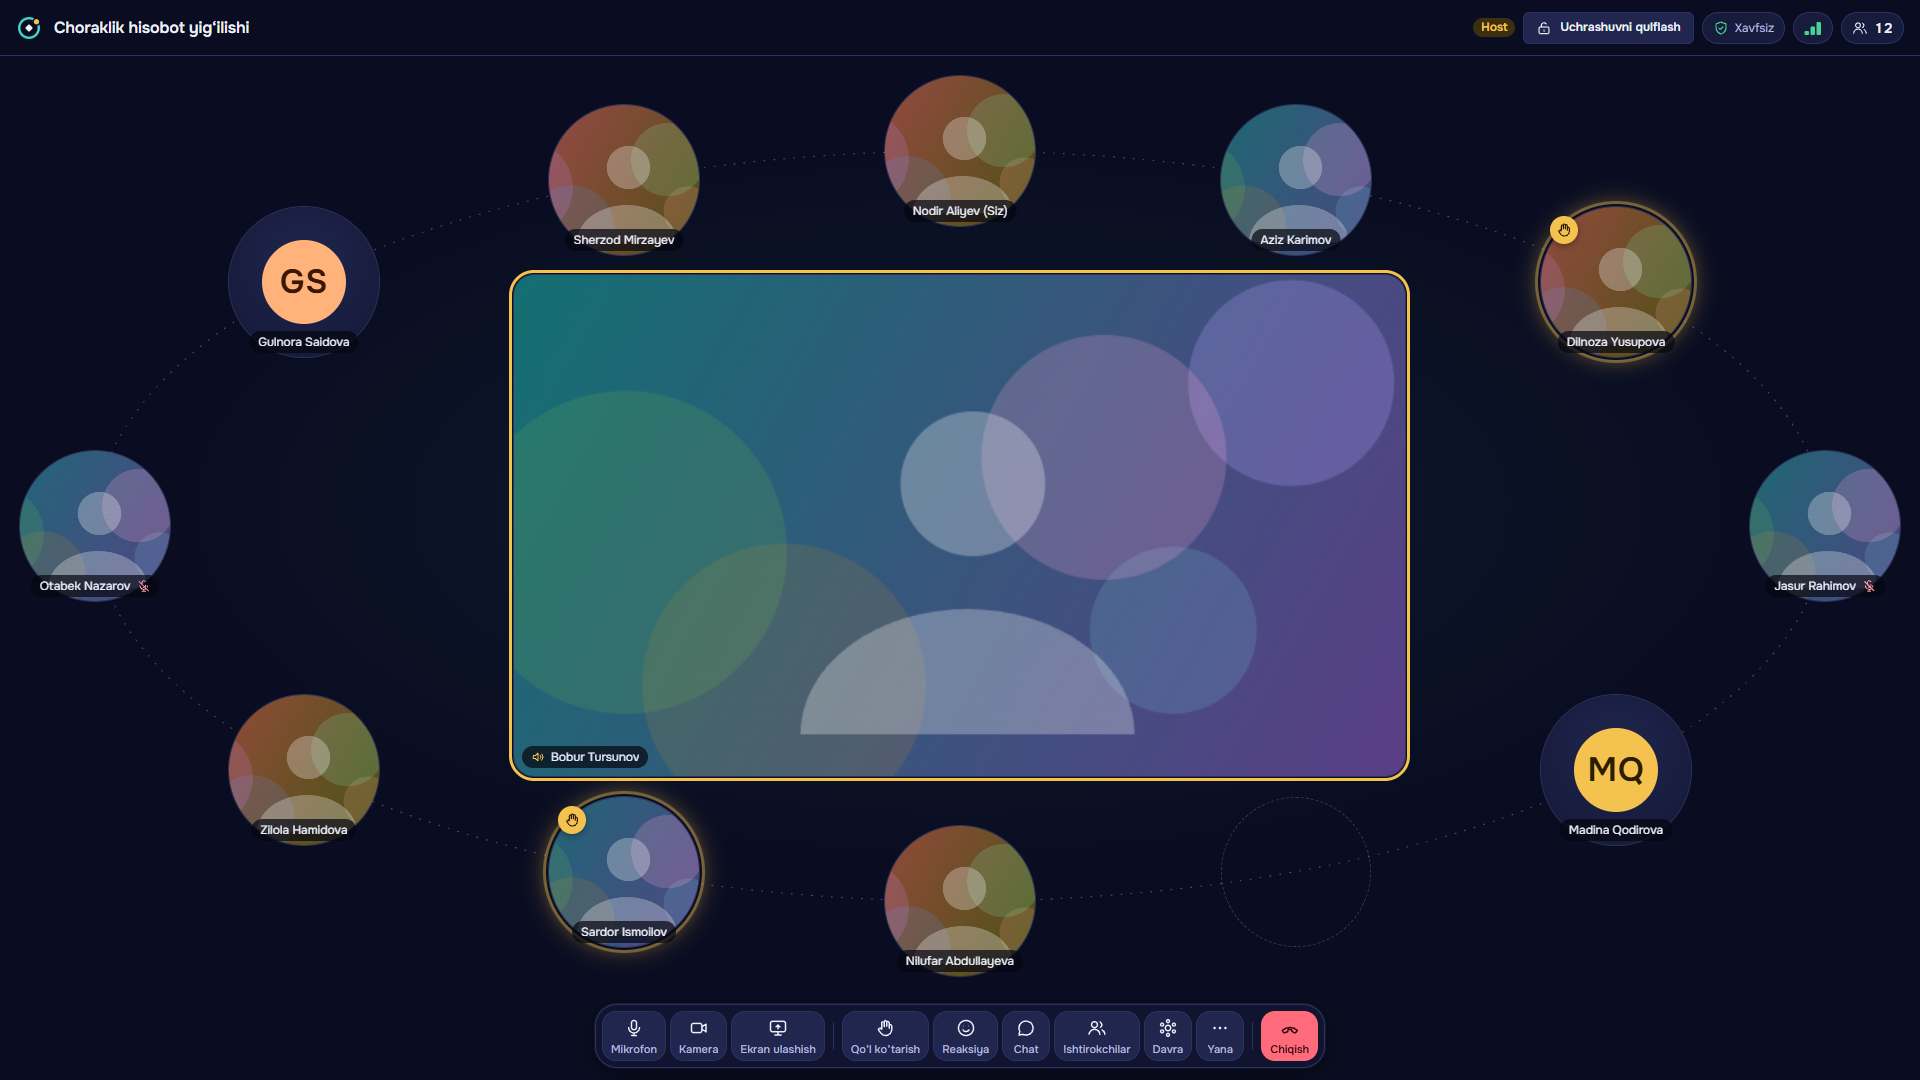 Choraklik hisobot yig‘ilishi
Host
Uchrashuvni qulflash
Xavfsiz
12
Sherzod Mirzayev
Nodir Aliyev (Siz)
Aziz Karimov
GS
Gulnora Saidova
Dilnoza Yusupova
Otabek Nazarov
Jasur Rahimov
Bobur Tursunov
Zilola Hamidova
MQ
Madina Qodirova
Sardor Ismoilov
Nilufar Abdullayeva
Mikrofon
Kamera
Ekran ulashish
Qo‘l ko‘tarish
Reaksiya
Chat
Ishtirokchilar
Davra
Yana
Chiqish